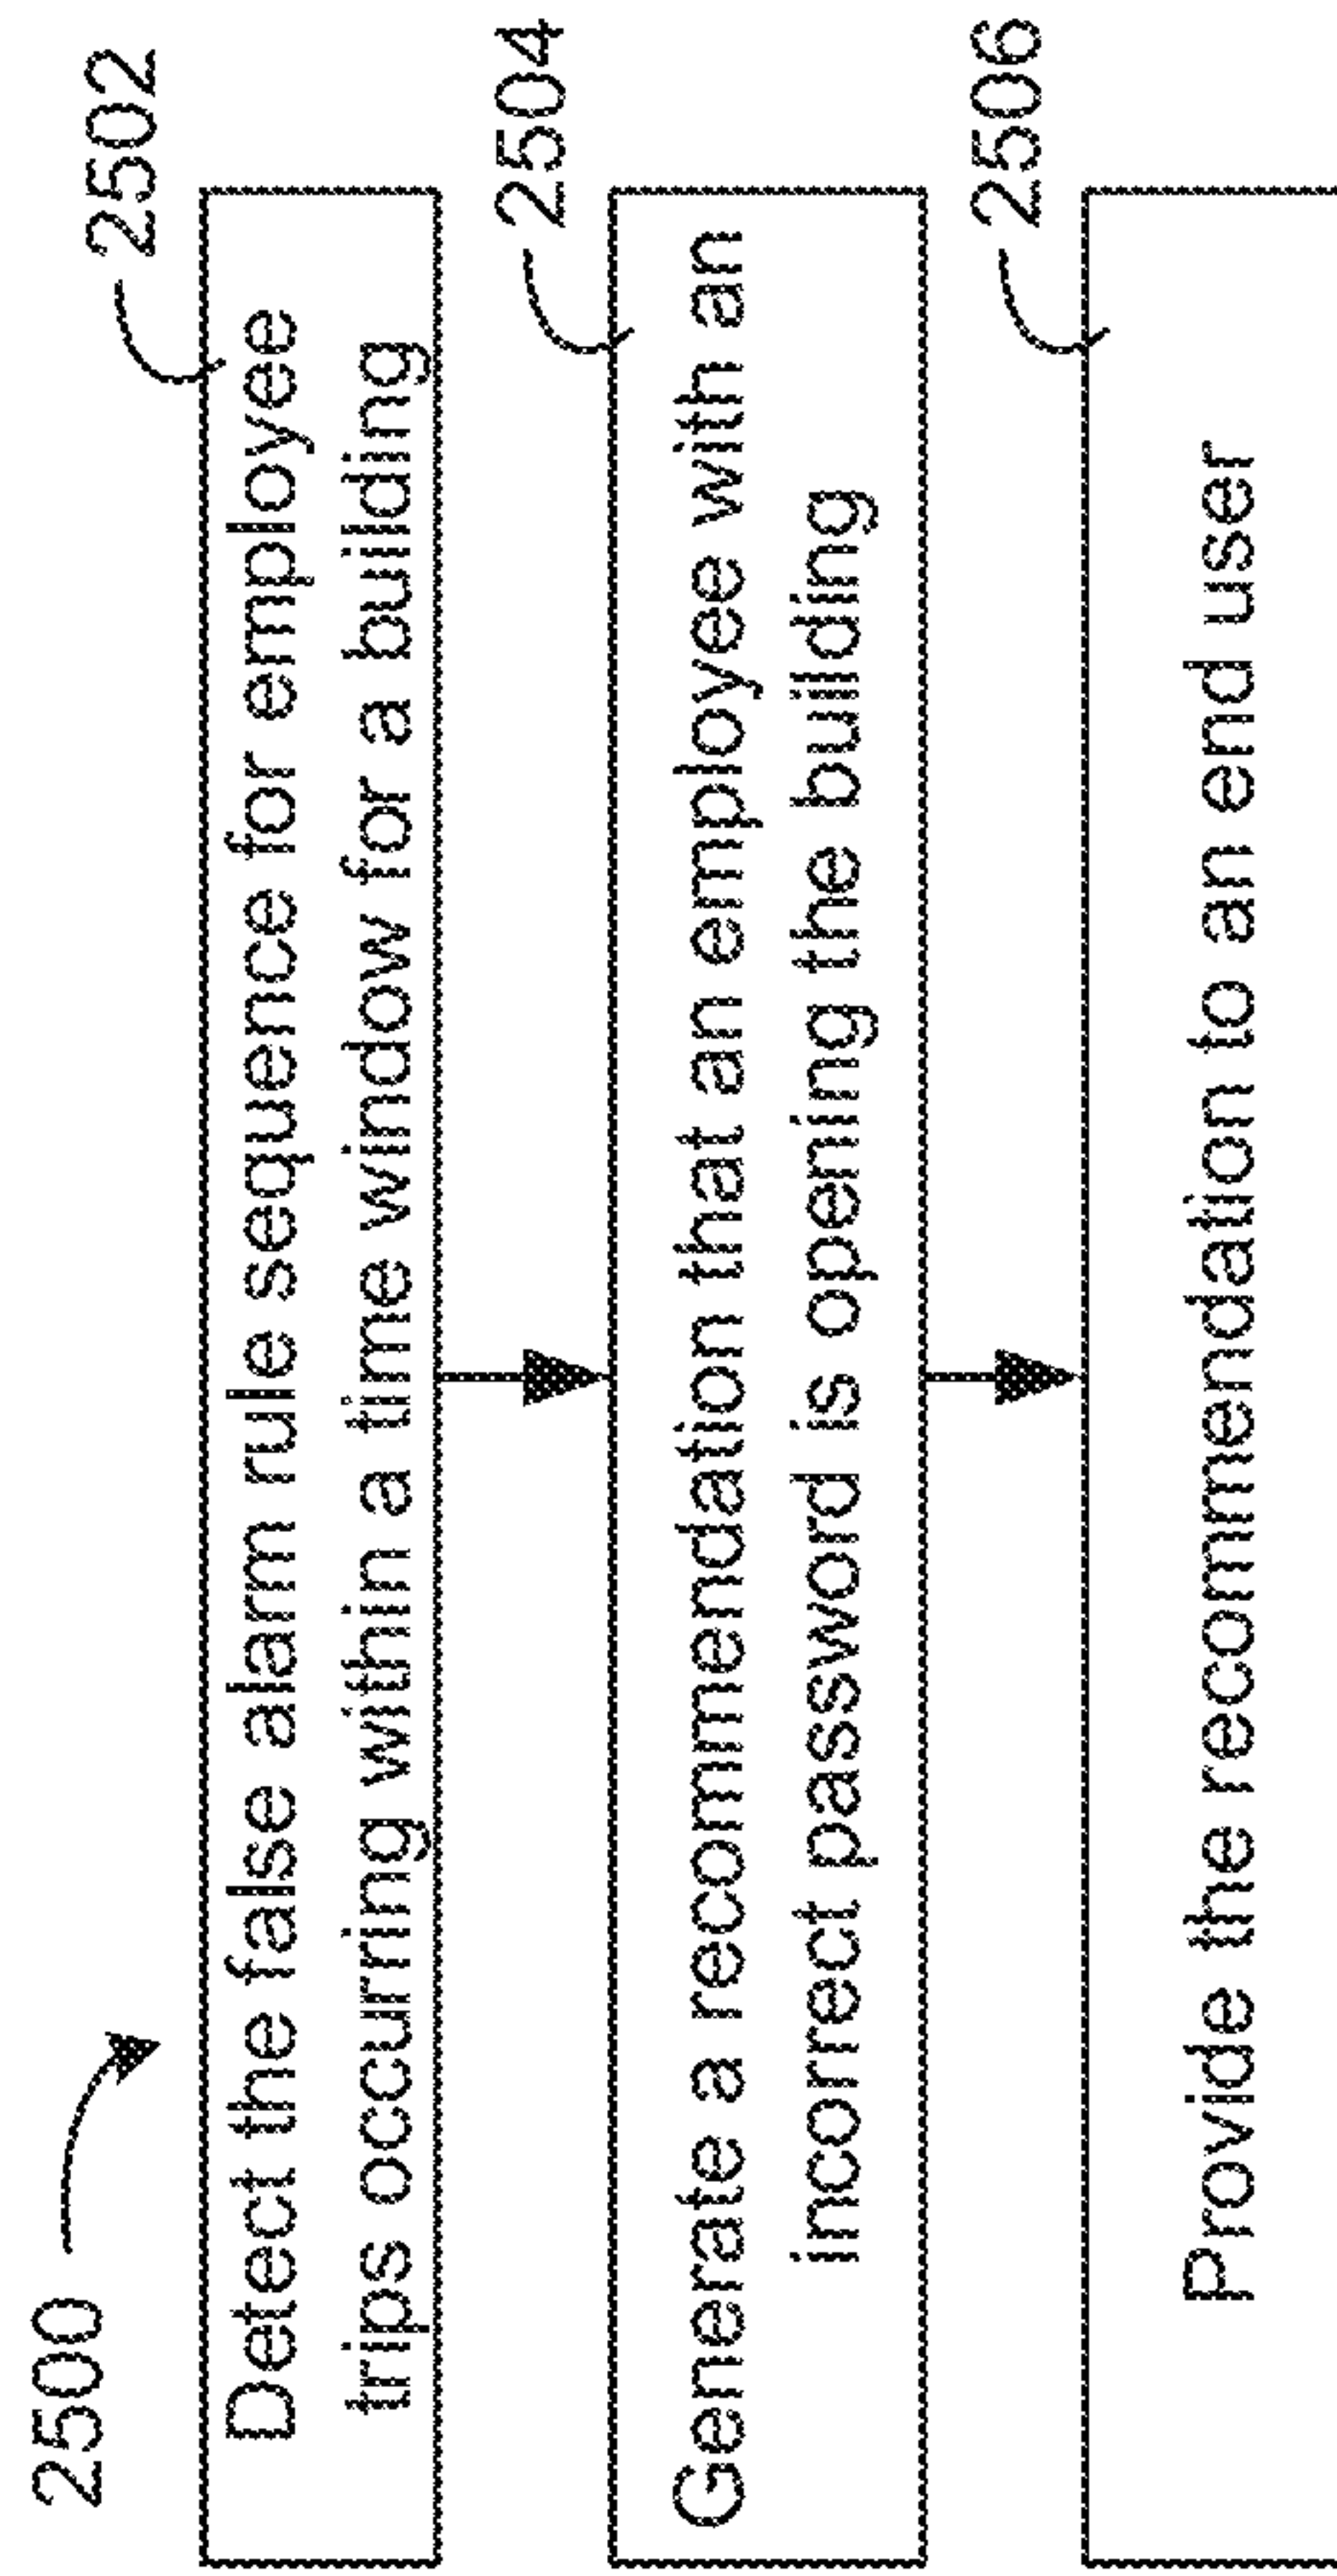 2500
2502
Detect the false alarm rule sequence for employee
trips occurring within a time window for a building
2504
Generate a recommendation that an employee with an
incorrect password is opening the building
2506
Provide the recommendation to an end user